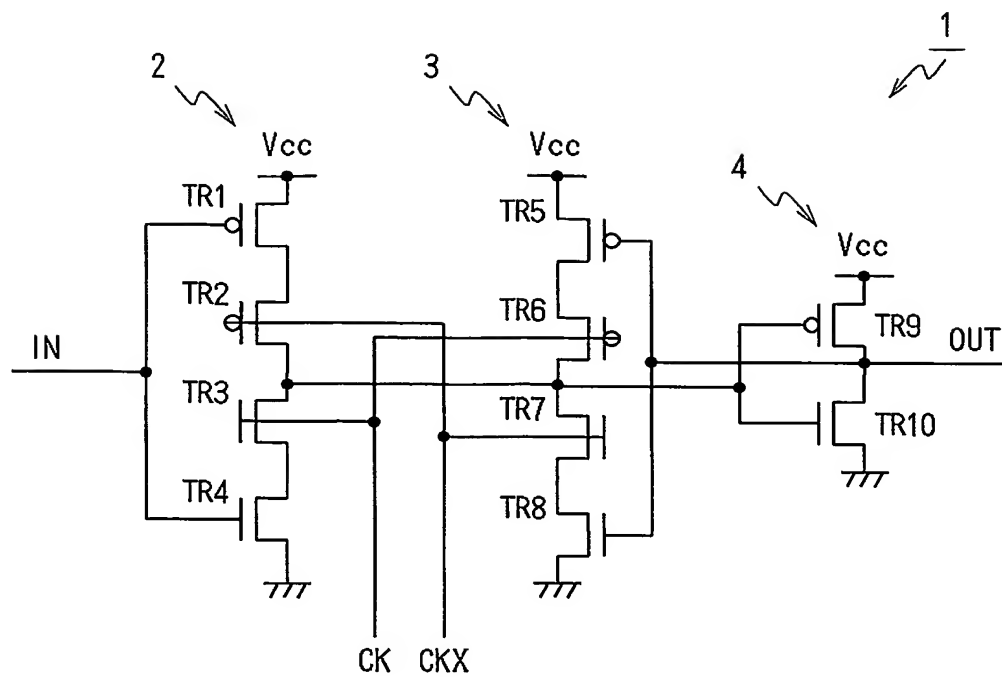 1
2
3
Vcc
Vcc
4
TR1
TR5
Vcc
TR2
TR6
TR9
IN
OUT
TR3
TR7
TR10
TR4
TR8
CK
CKX